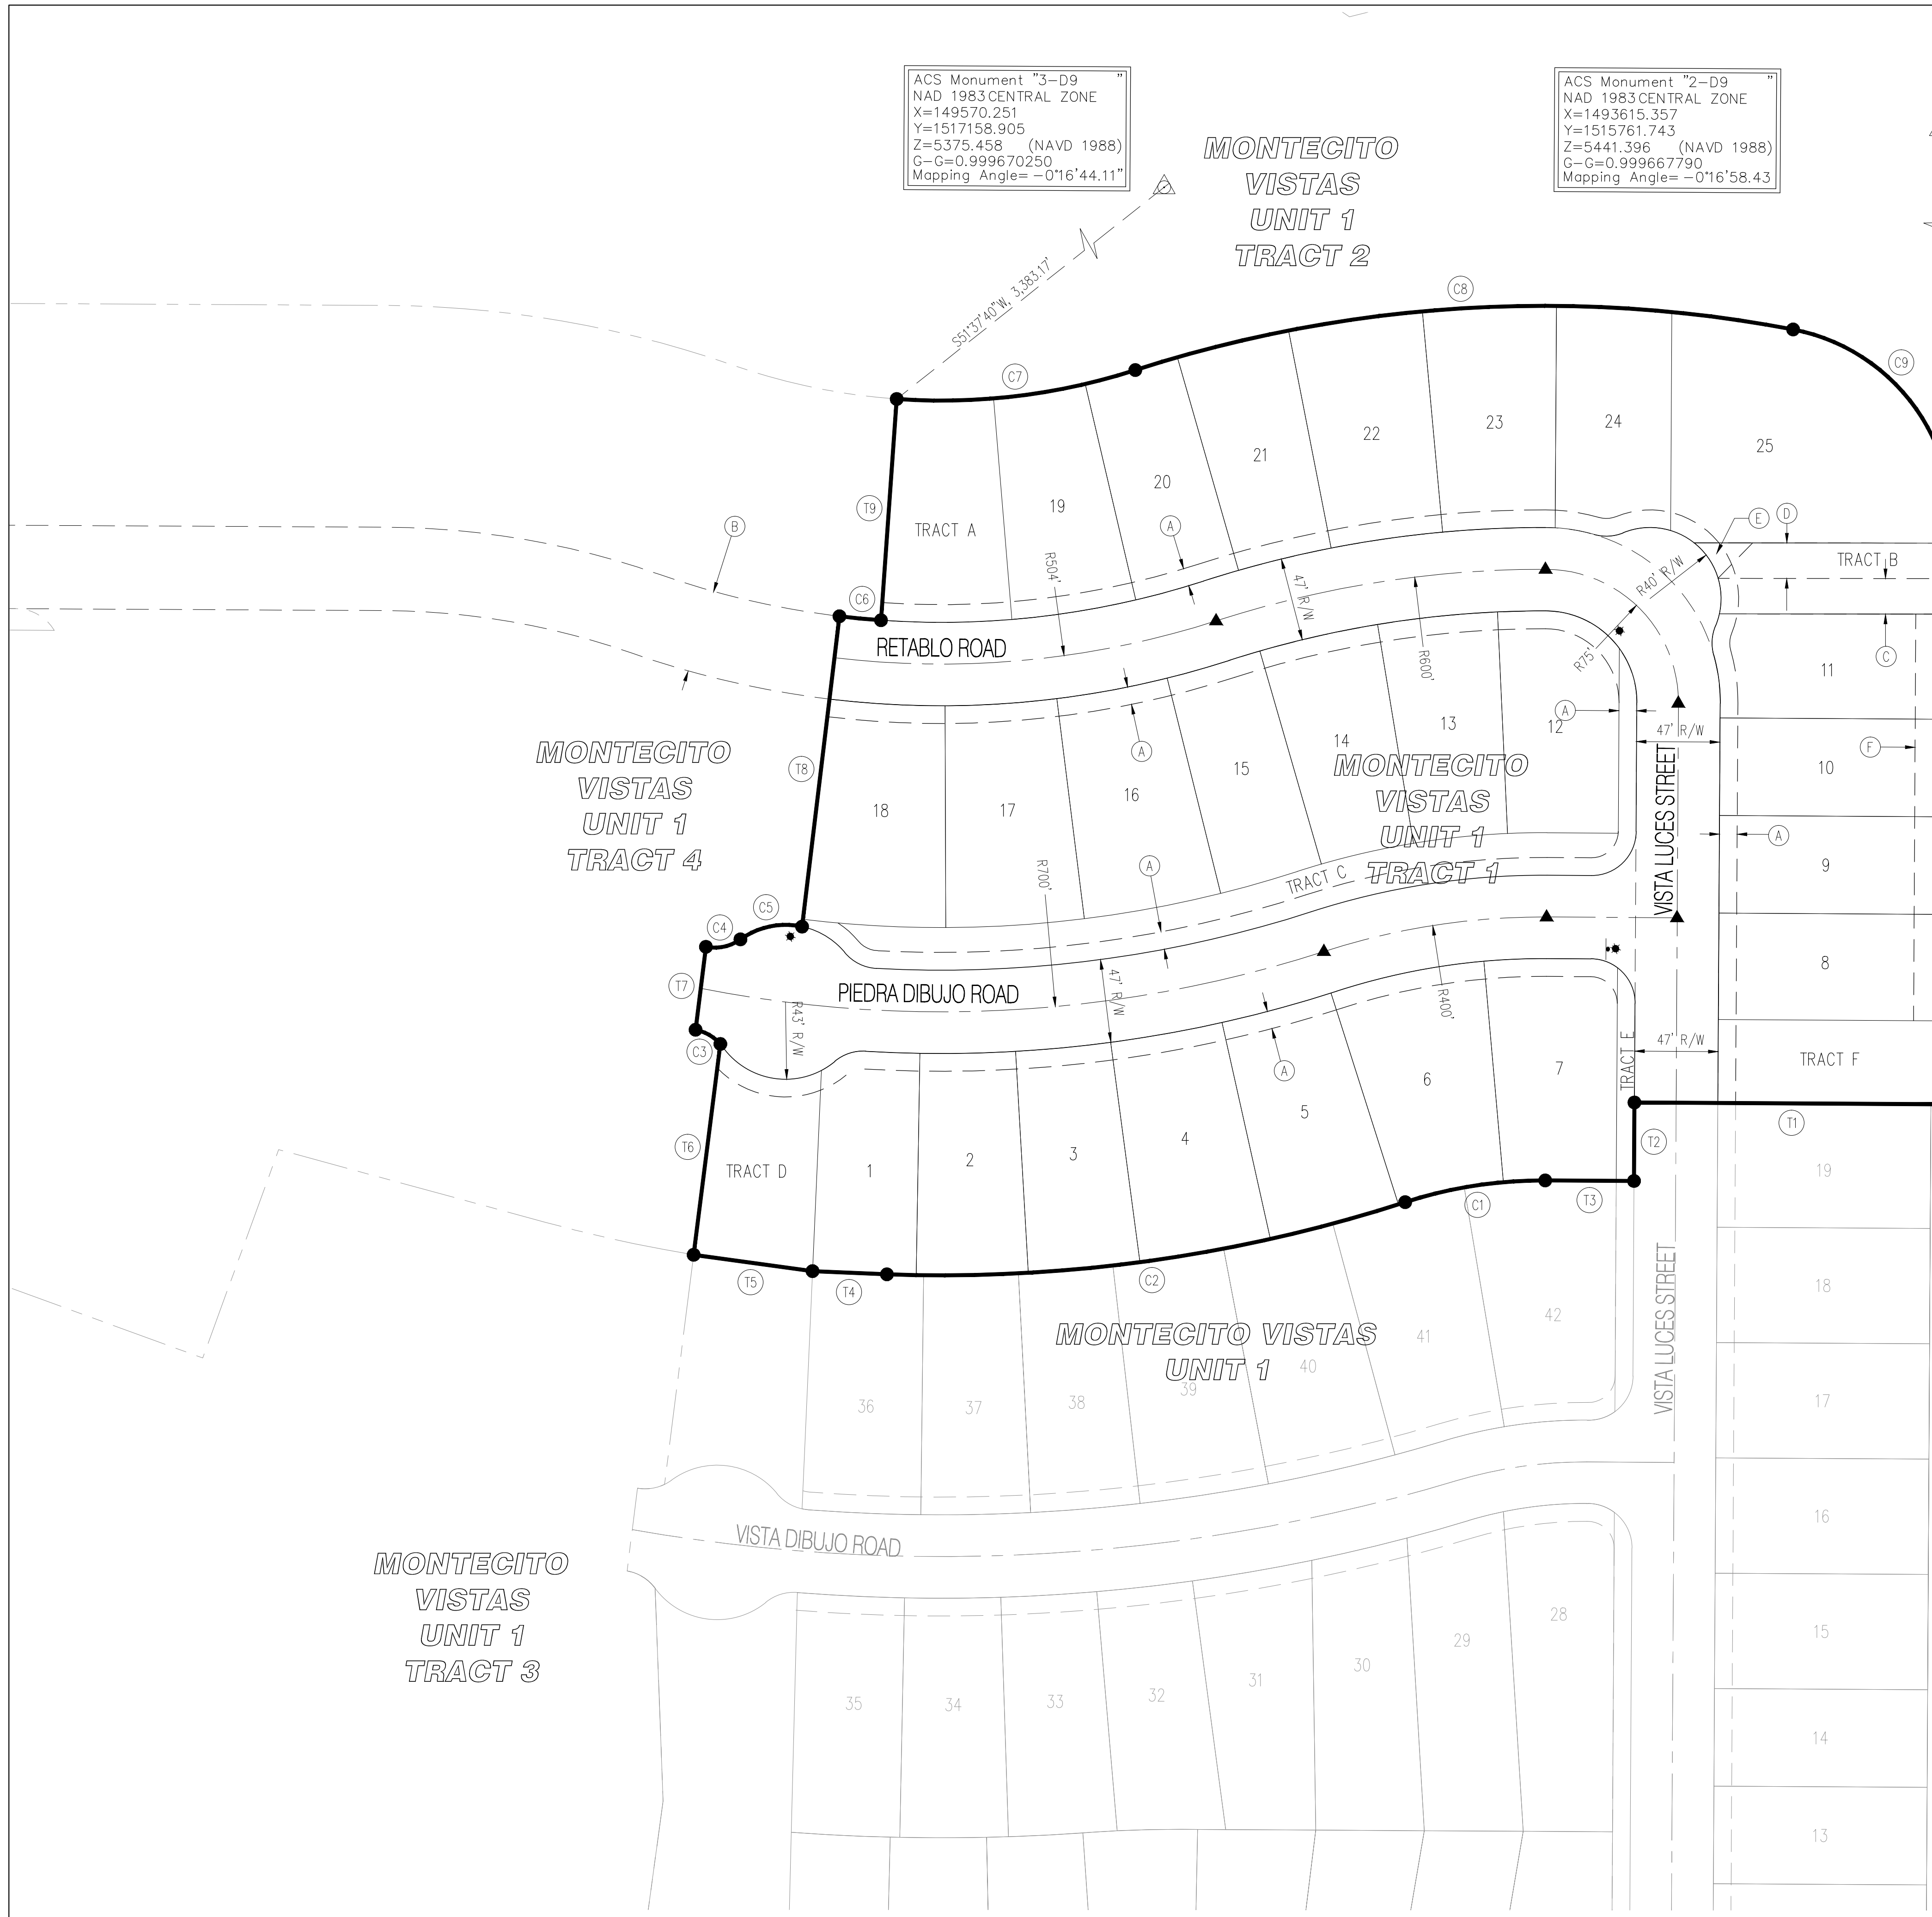 ACS Monument "3-D9 "
NAD 1983 CENTRAL ZONE
X=149570.251
Y=1517158.905
Z=5375.458 (NAVD 1988)
G-G=0.999670250
Mapping Angle= -0°16'44.11"
ACS Monument "2-D9 "
NAD 1983 CENTRAL ZONE
X=1493615.357
Y=1515761.743
Z=5441.396 (NAVD 1988)
G-G=0.999667790
Mapping Angle= -0°16'58.43
MONTECITO
VISTAS
UNIT 1
TRACT 2
S51°37'40"W, 3,383.17'
C8
C9
C7
T9
B
C6
TRACT A
19
20
21
22
23
24
25
A
E
D
TRACT B
R504'
47' R/W
R600'
R40' R/W
R75'
RETABLO ROAD
C
11
10
9
8
F
A
A
47' R/W
VISTA LUCES STREET
A
MONTECITO
VISTAS
UNIT 1
TRACT 4
T8
18
17
16
15
14
13
12
MONTECITO
VISTAS
UNIT 1
TRACT 1
TRACT C
A
R700'
C5
C4
T7
C3
PIEDRA DIBUJO ROAD
R43' R/W
47' R/W
R400'
A
TRACT E
47' R/W
TRACT F
T1
T2
T3
T6
TRACT D
1
2
3
4
5
6
7
C1
C2
T4
T5
MONTECITO VISTAS
UNIT 1
36
37
38
39
40
41
42
VISTA LUCES STREET
19
18
17
16
15
14
13
VISTA DIBUJO ROAD
MONTECITO
VISTAS
UNIT 1
TRACT 3
35
34
33
32
31
30
29
28